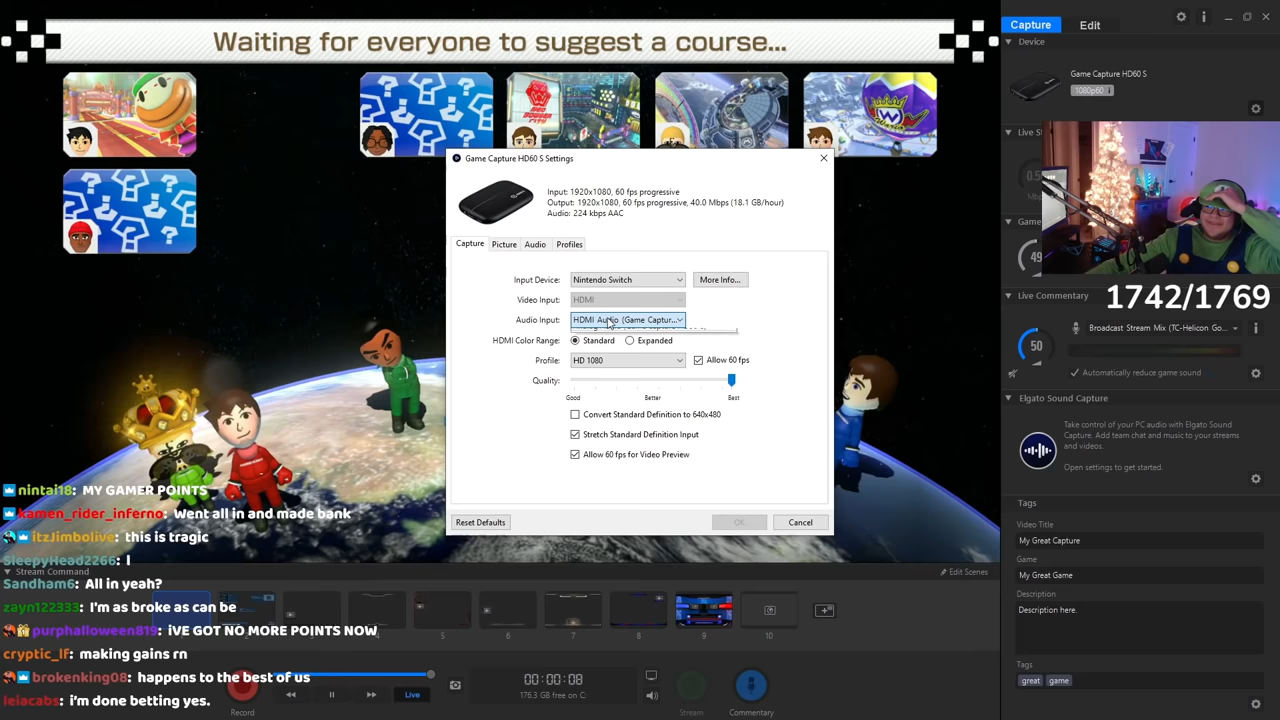 Waiting for everyone to suggest a course...
Capture
Edit
Device
Game Capture HD60 S
1080p60
Game Capture HD60 S Settings
Input: 1920x1080, 60 fps progressive
Output: 1920x1080, 60 fps progressive, 40.0 Mbps (18.1 GB/hour)
Audio: 224 kbps AAC
Capture
Picture
Audio
Profiles
Input Device:
Nintendo Switch
More Info...
Video Input:
HDMI
Audio Input:
HDMI Audio (Game Captur...
HDMI Color Range:
Standard
Expanded
Profile:
HD 1080
Allow 60 fps
Quality:
Good
Better
Best
Convert Standard Definition to 640x480
Stretch Standard Definition Input
Allow 60 fps for Video Preview
Reset Defaults
OK
Cancel
1742/1769
Live Commentary
50
Broadcast Stream Mix (TC-Helicon Go...
Automatically reduce game sound
Elgato Sound Capture
Take control of your PC audio with Elgato Sound
Capture. Add team chat and music to your streams
and videos.
Open settings to get started.
Tags
Video Title
My Great Capture
Game
My Great Game
Description
Description here.
Tags
great
game
nintai18: MY GAMER POINTS
kamen_rider_inferno: Went all in and made bank
itzJimbolive: this is tragic
SleepyHead2266: I
Sandham6: All in yeah?
zayn122333: I'm as broke as can be
purphalloween819: iVE GOT NO MORE POINTS NOW
cryptic_lf: making gains rn
brokenking08: happens to the best of us
leiacabs: i'm done betting yes.
Stream Command
Edit Scenes
5
6
7
8
9
10
Record
Live
00:00:08
176.3 GB free on C:
Stream
Commentary